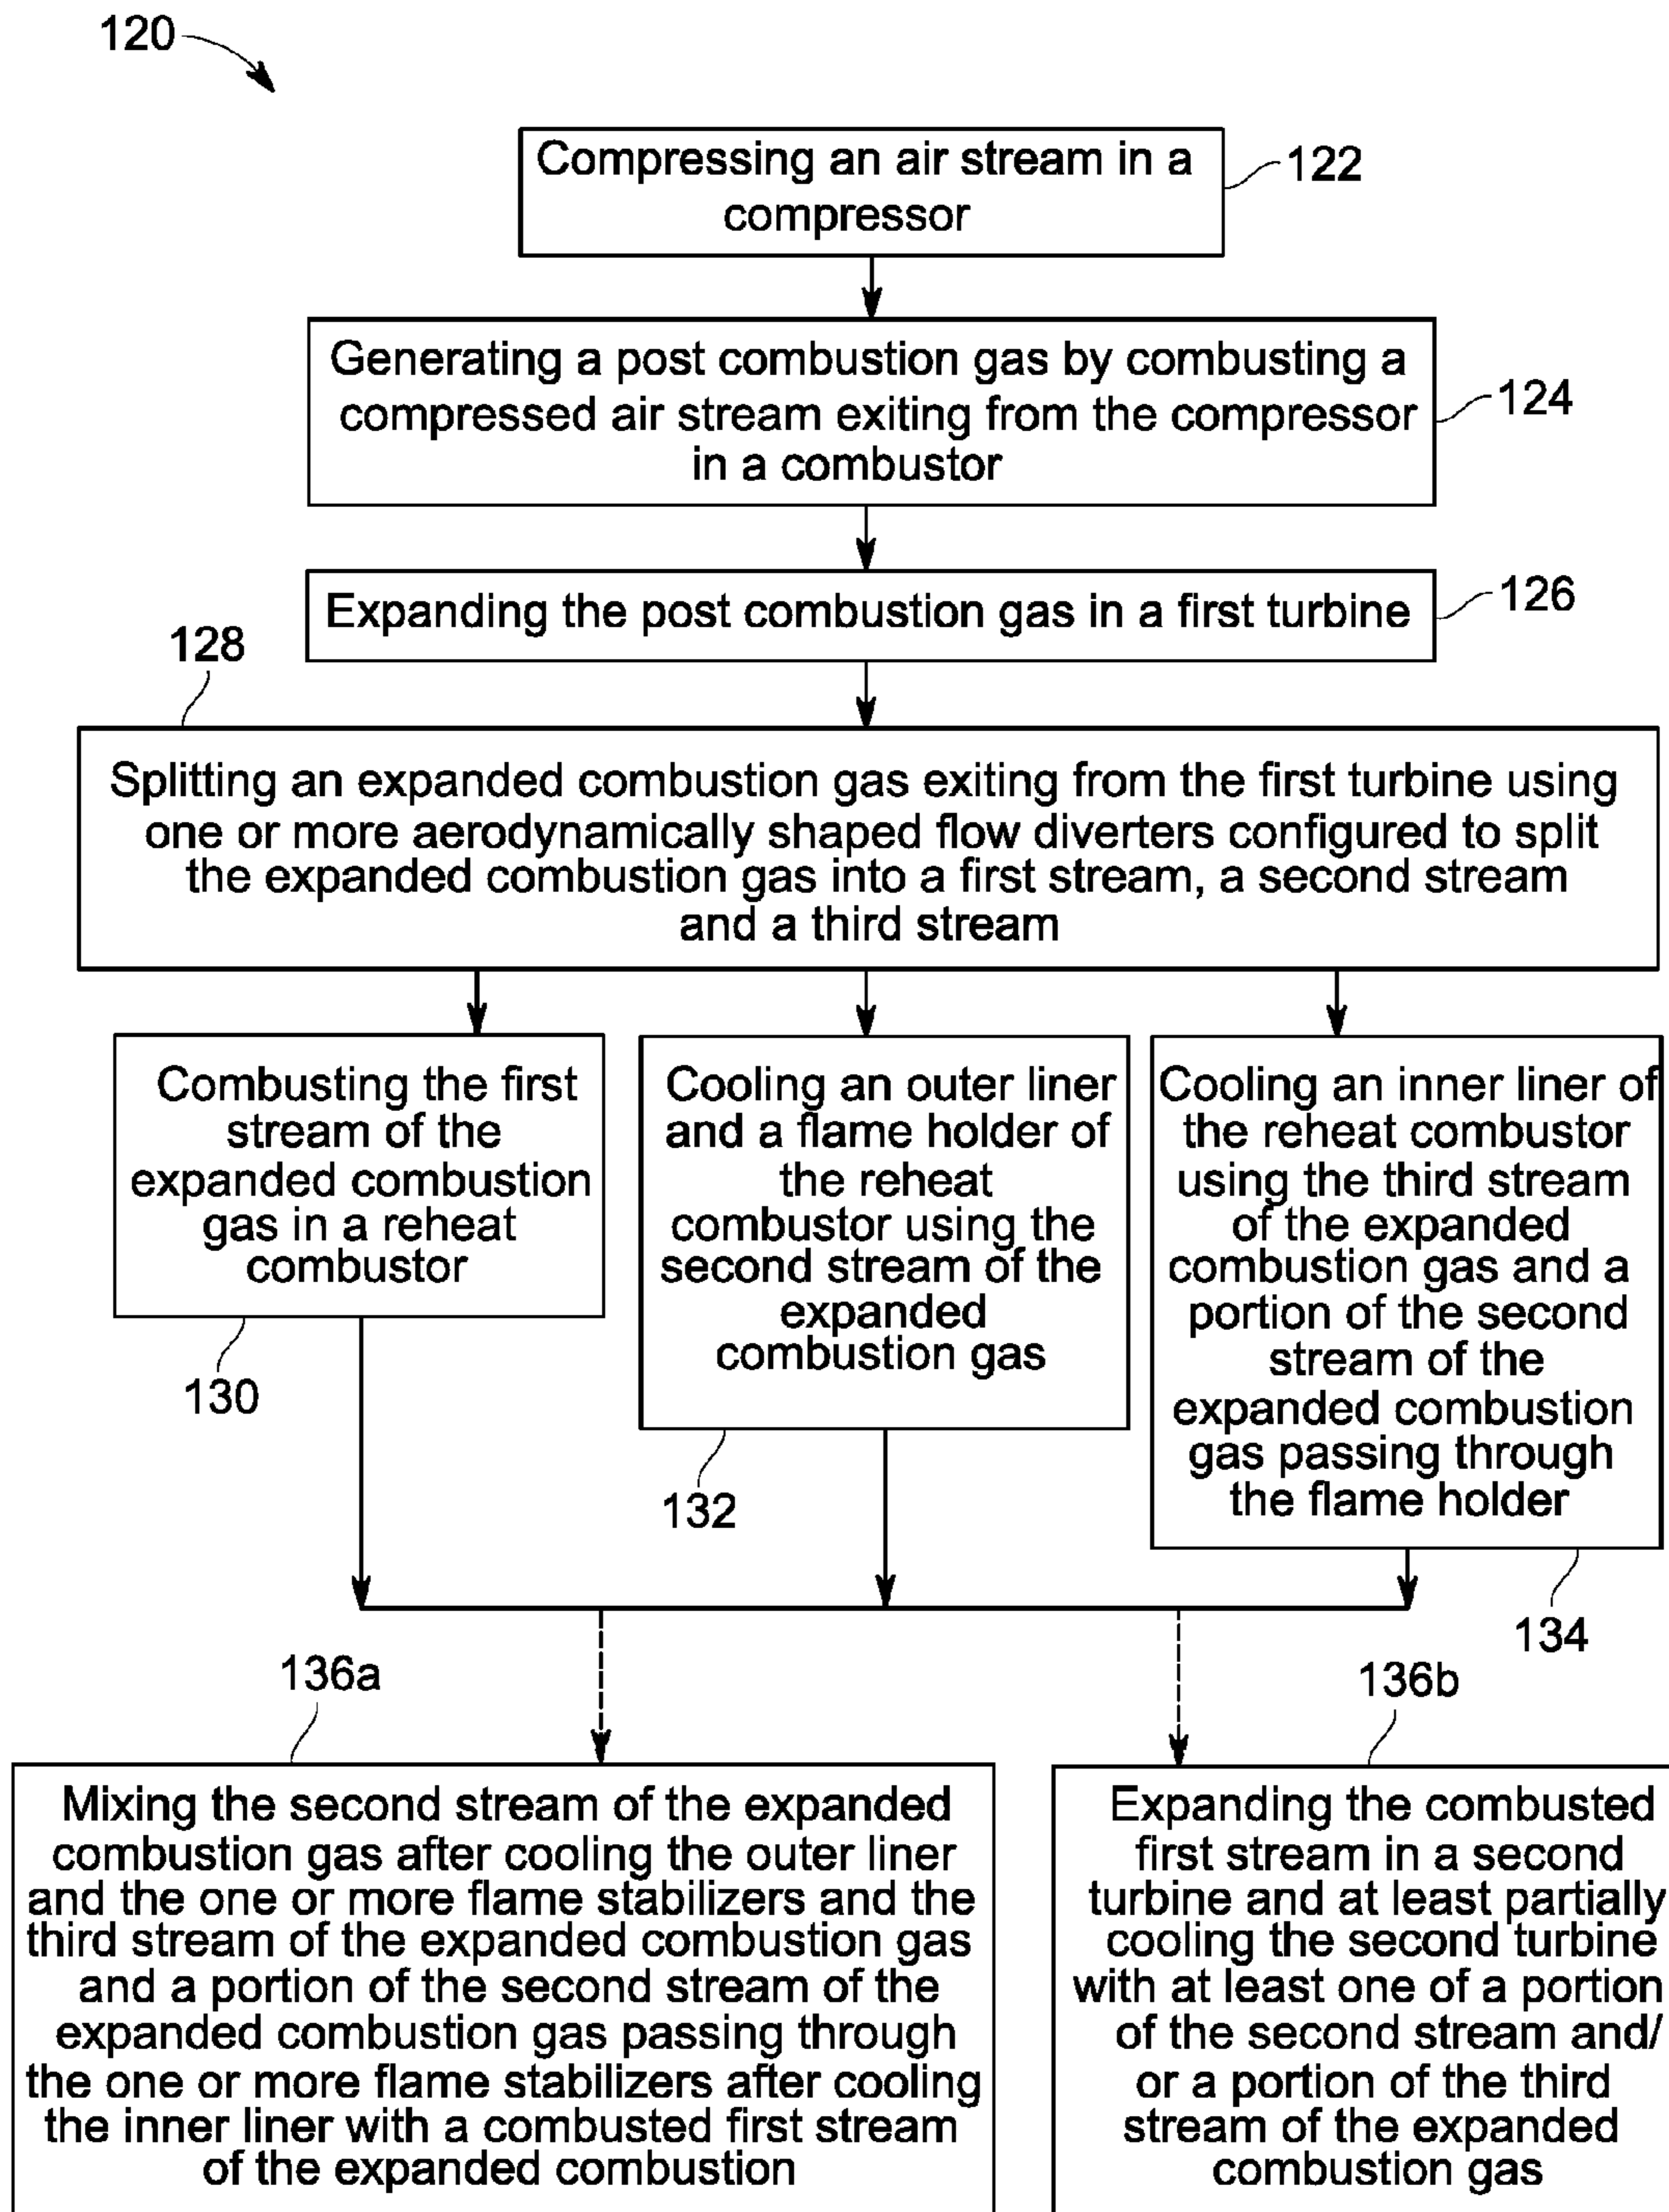 120
Compressing an air stream in a
compressor
122
Generating a post combustion gas by combusting a
compressed air stream exiting from the compressor
in a combustor
124
Expanding the post combustion gas in a first turbine
126
128
Splitting an expanded combustion gas exiting from the first turbine using
one or more aerodynamically shaped flow diverters configured to split
the expanded combustion gas into a first stream, a second stream
and a third stream
Combusting the first
stream of the
expanded combustion
gas in a reheat
combustor
130
Cooling an outer liner
and a flame holder of
the reheat
combustor using the
second stream of the
expanded
combustion gas
132
Cooling an inner liner of
the reheat combustor
using the third stream
of the expanded
combustion gas and a
portion of the second
stream of the
expanded combustion
gas passing through
the flame holder
134
136a
Mixing the second stream of the expanded
combustion gas after cooling the outer liner
and the one or more flame stabilizers and the
third stream of the expanded combustion gas
and a portion of the second stream of the
expanded combustion gas passing through
the one or more flame stabilizers after cooling
the inner liner with a combusted first stream
of the expanded combustion
136b
Expanding the combusted
first stream in a second
turbine and at least partially
cooling the second turbine
with at least one of a portion
of the second stream and/
or a portion of the third
stream of the expanded
combustion gas